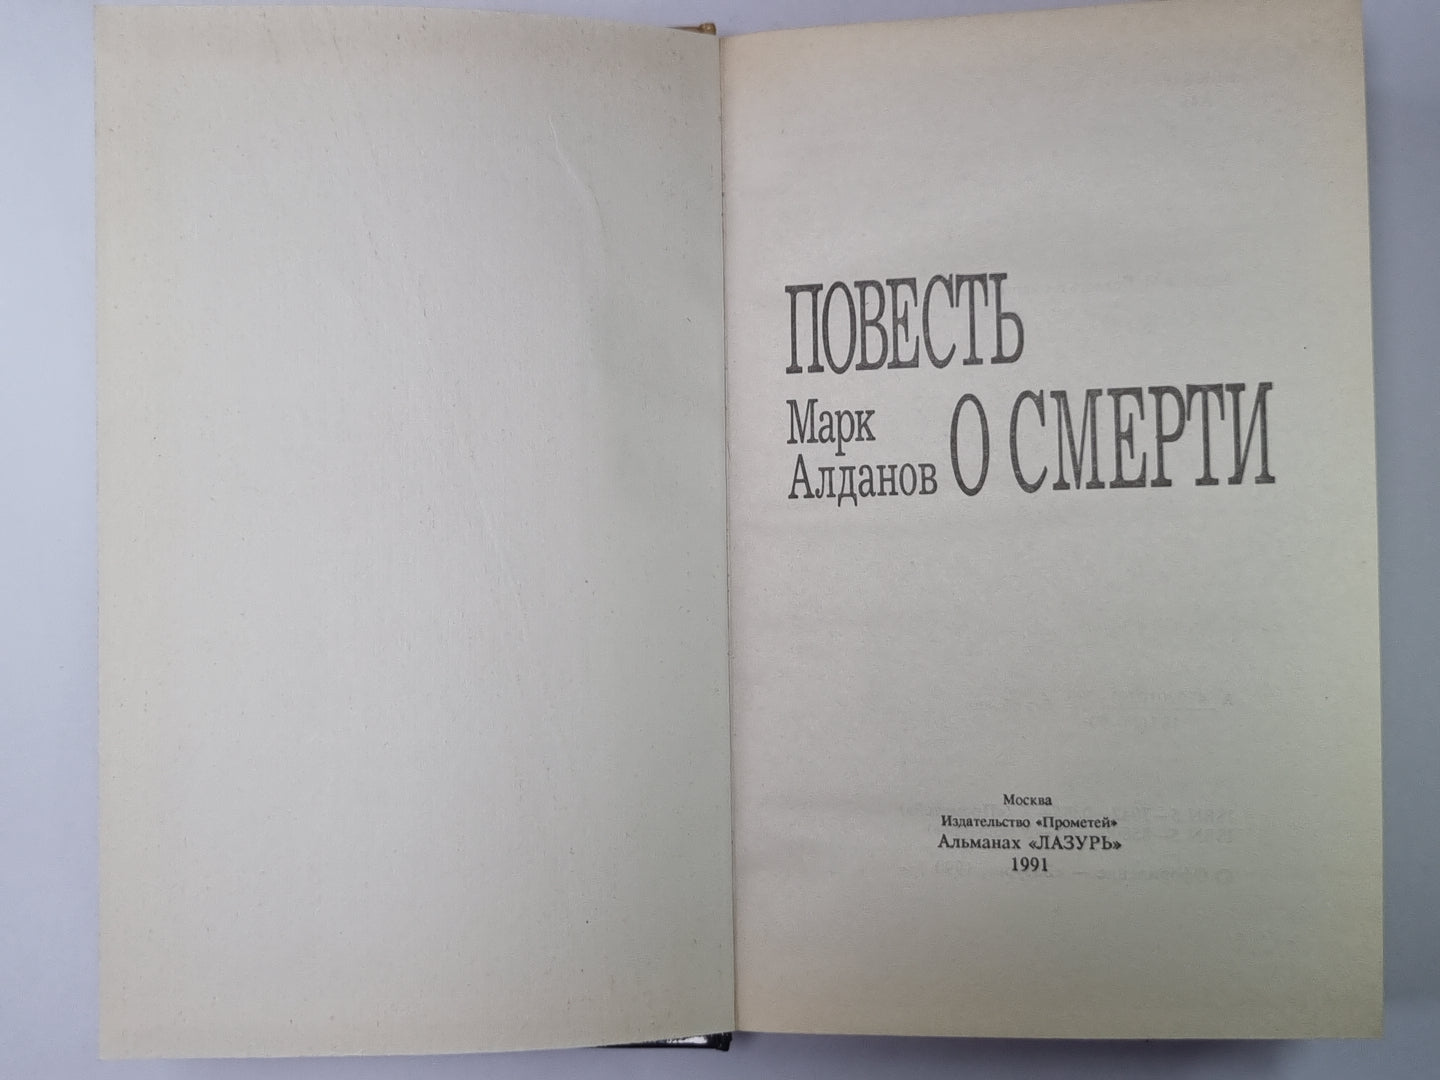 ПОВЕСТЬ
О СМЕРТИ
Марк
Алданов
Москва
Издательство «Прометей»
Альманах «ЛАЗУРЬ»
1991